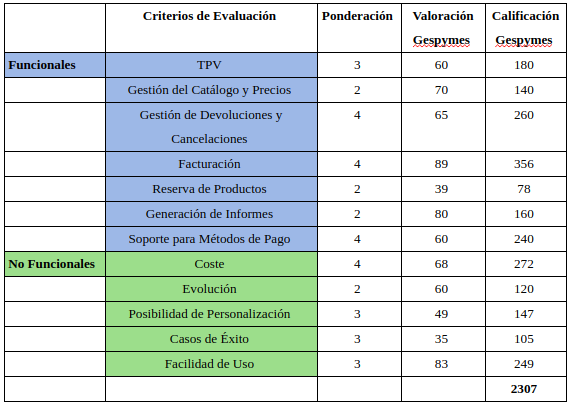 Criterios de Evaluación Ponderación Valoración Gespymes Calificación Gespymes
Funcionales TPV 3 60 180
Gestión del Catálogo y Precios 2 70 140
Gestión de Devoluciones y Cancelaciones 4 65 260
Facturación 4 89 356
Reserva de Productos 2 39 78
Generación de Informes 2 80 160
Soporte para Métodos de Pago 4 60 240
No Funcionales Coste 4 68 272
Evolución 2 60 120
Posibilidad de Personalización 3 49 147
Casos de Éxito 3 35 105
Facilidad de Uso 3 83 249
2307